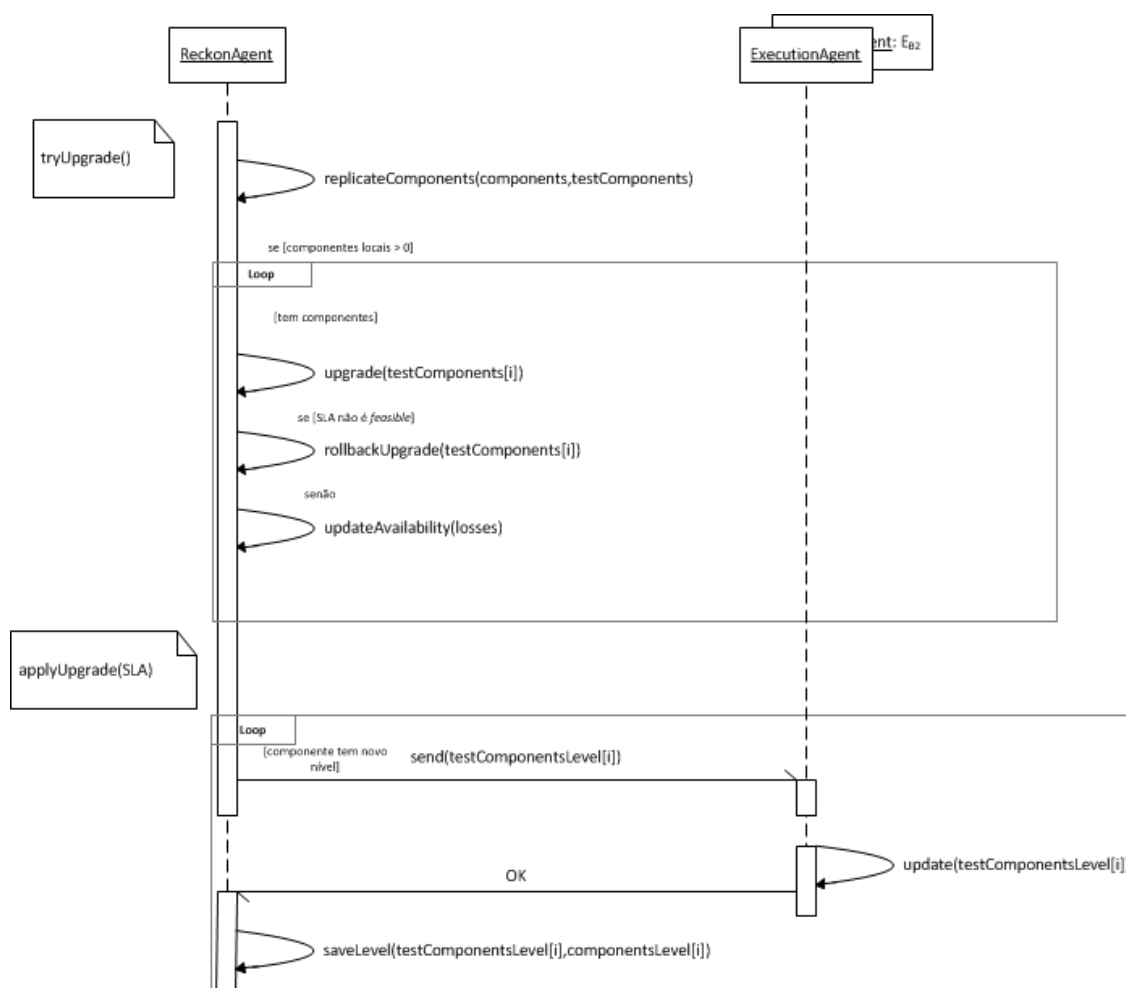 ReckonAgent
ExecutionAgent
ent: E_B2
tryUpgrade()
replicateComponents(components,testComponents)
se [componentes locais > 0]
Loop
[tem componentes]
upgrade(testComponents[i])
se [SLA não é feasible]
rollbackUpgrade(testComponents[i])
senão
updateAvailability(losses)
applyUpgrade(SLA)
Loop
[componente tem novo
nível]
send(testComponentsLevel[i])
update(testComponentsLevel[i]
OK
saveLevel(testComponentsLevel[i],componentsLevel[i])